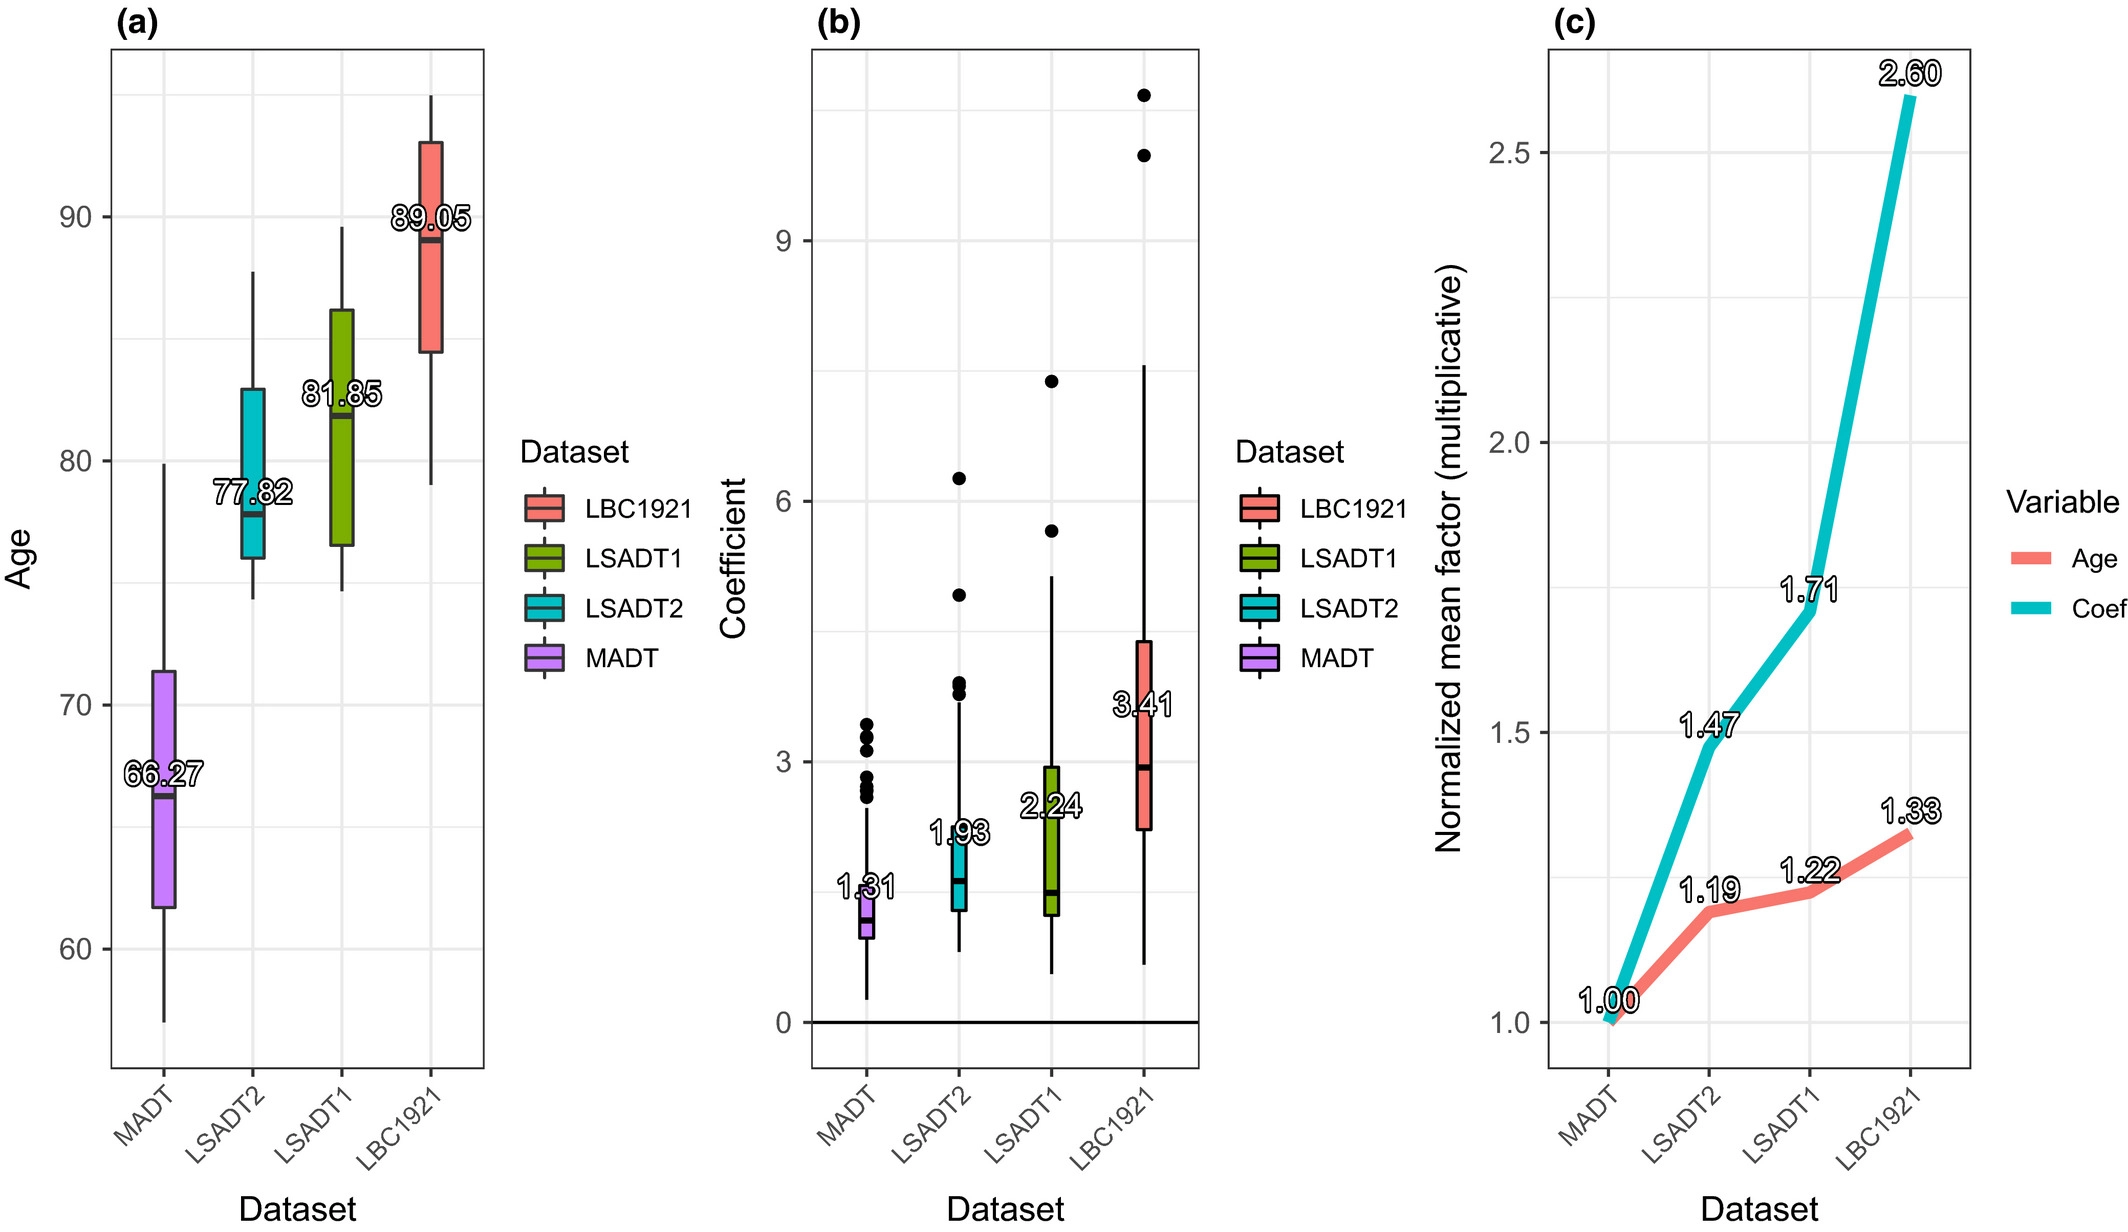 (a)
Age
90
80
70
60
66.27
77.82
81.85
89.05
MADT
LSADT2
LSADT1
LBC1921
Dataset
Dataset
LBC1921
LSADT1
LSADT2
MADT
(b)
Coefficient
9
6
3
0
1.31
1.93
2.24
3.41
MADT
LSADT2
LSADT1
LBC1921
Dataset
Dataset
LBC1921
LSADT1
LSADT2
MADT
(c)
Normalized mean factor (multiplicative)
2.5
2.0
1.5
1.0
2.60
1.71
1.47
1.33
1.22
1.19
1.00
MADT
LSADT2
LSADT1
LBC1921
Dataset
Variable
Age
Coef